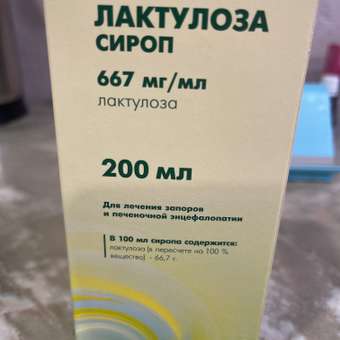 ЛАКТУЛОЗА
СИРОП
667 мг/мл
лактулоза
200 мл
Для лечения запоров
и печеночной энцефалопатии
В 100 мл сиропа содержится:
лактулоза (в пересчете на 100 %
вещество) - 66,7 г.